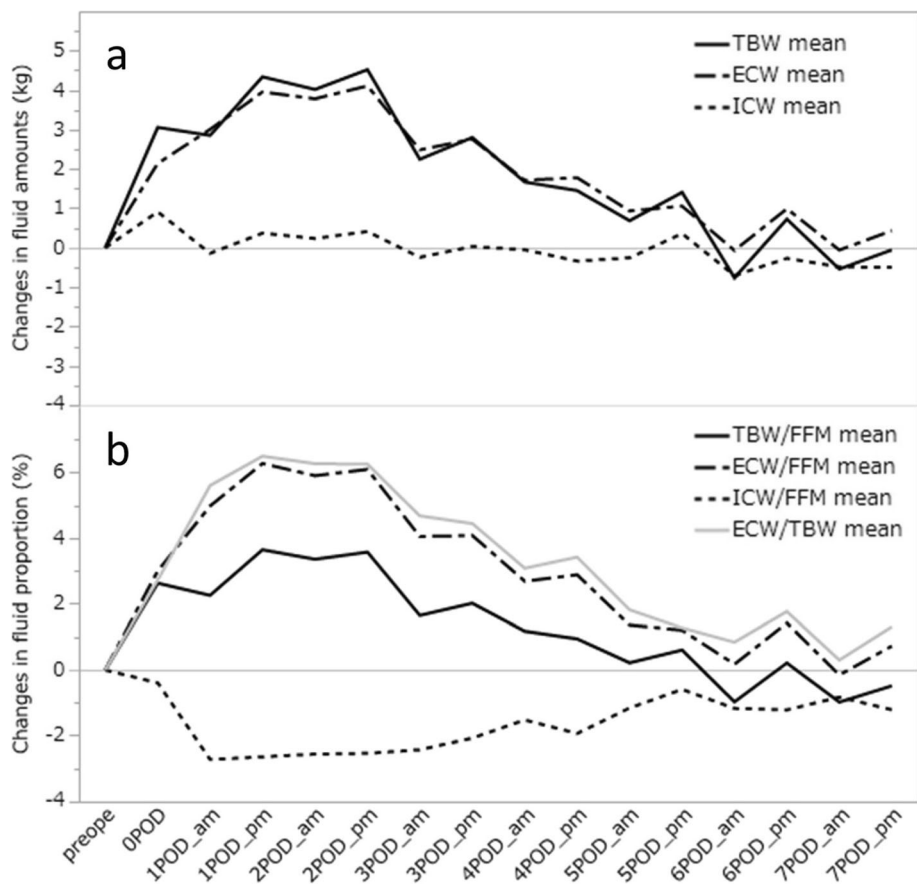 a
TBW mean
ECW mean
ICW mean
Changes in fluid amounts (kg)
5
4
3
2
1
0
-1
-2
-3
-4
b
TBW/FFM mean
ECW/FFM mean
ICW/FFM mean
ECW/TBW mean
Changes in fluid proportion (%)
6
4
2
0
-2
-4
preope
0POD
1POD_am
1POD_pm
2POD_am
2POD_pm
3POD_am
3POD_pm
4POD_am
4POD_pm
5POD_am
5POD_pm
6POD_am
6POD_pm
7POD_am
7POD_pm